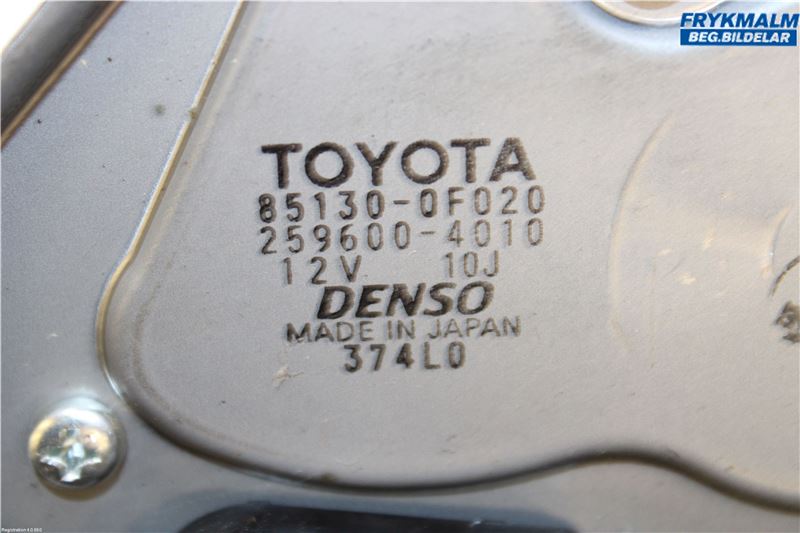 FRYKMALM
BEG.BILDELAR
TOYOTA
85130-0F020
259600-4010
12V 10J
DENSO
MADE IN JAPAN
374L0